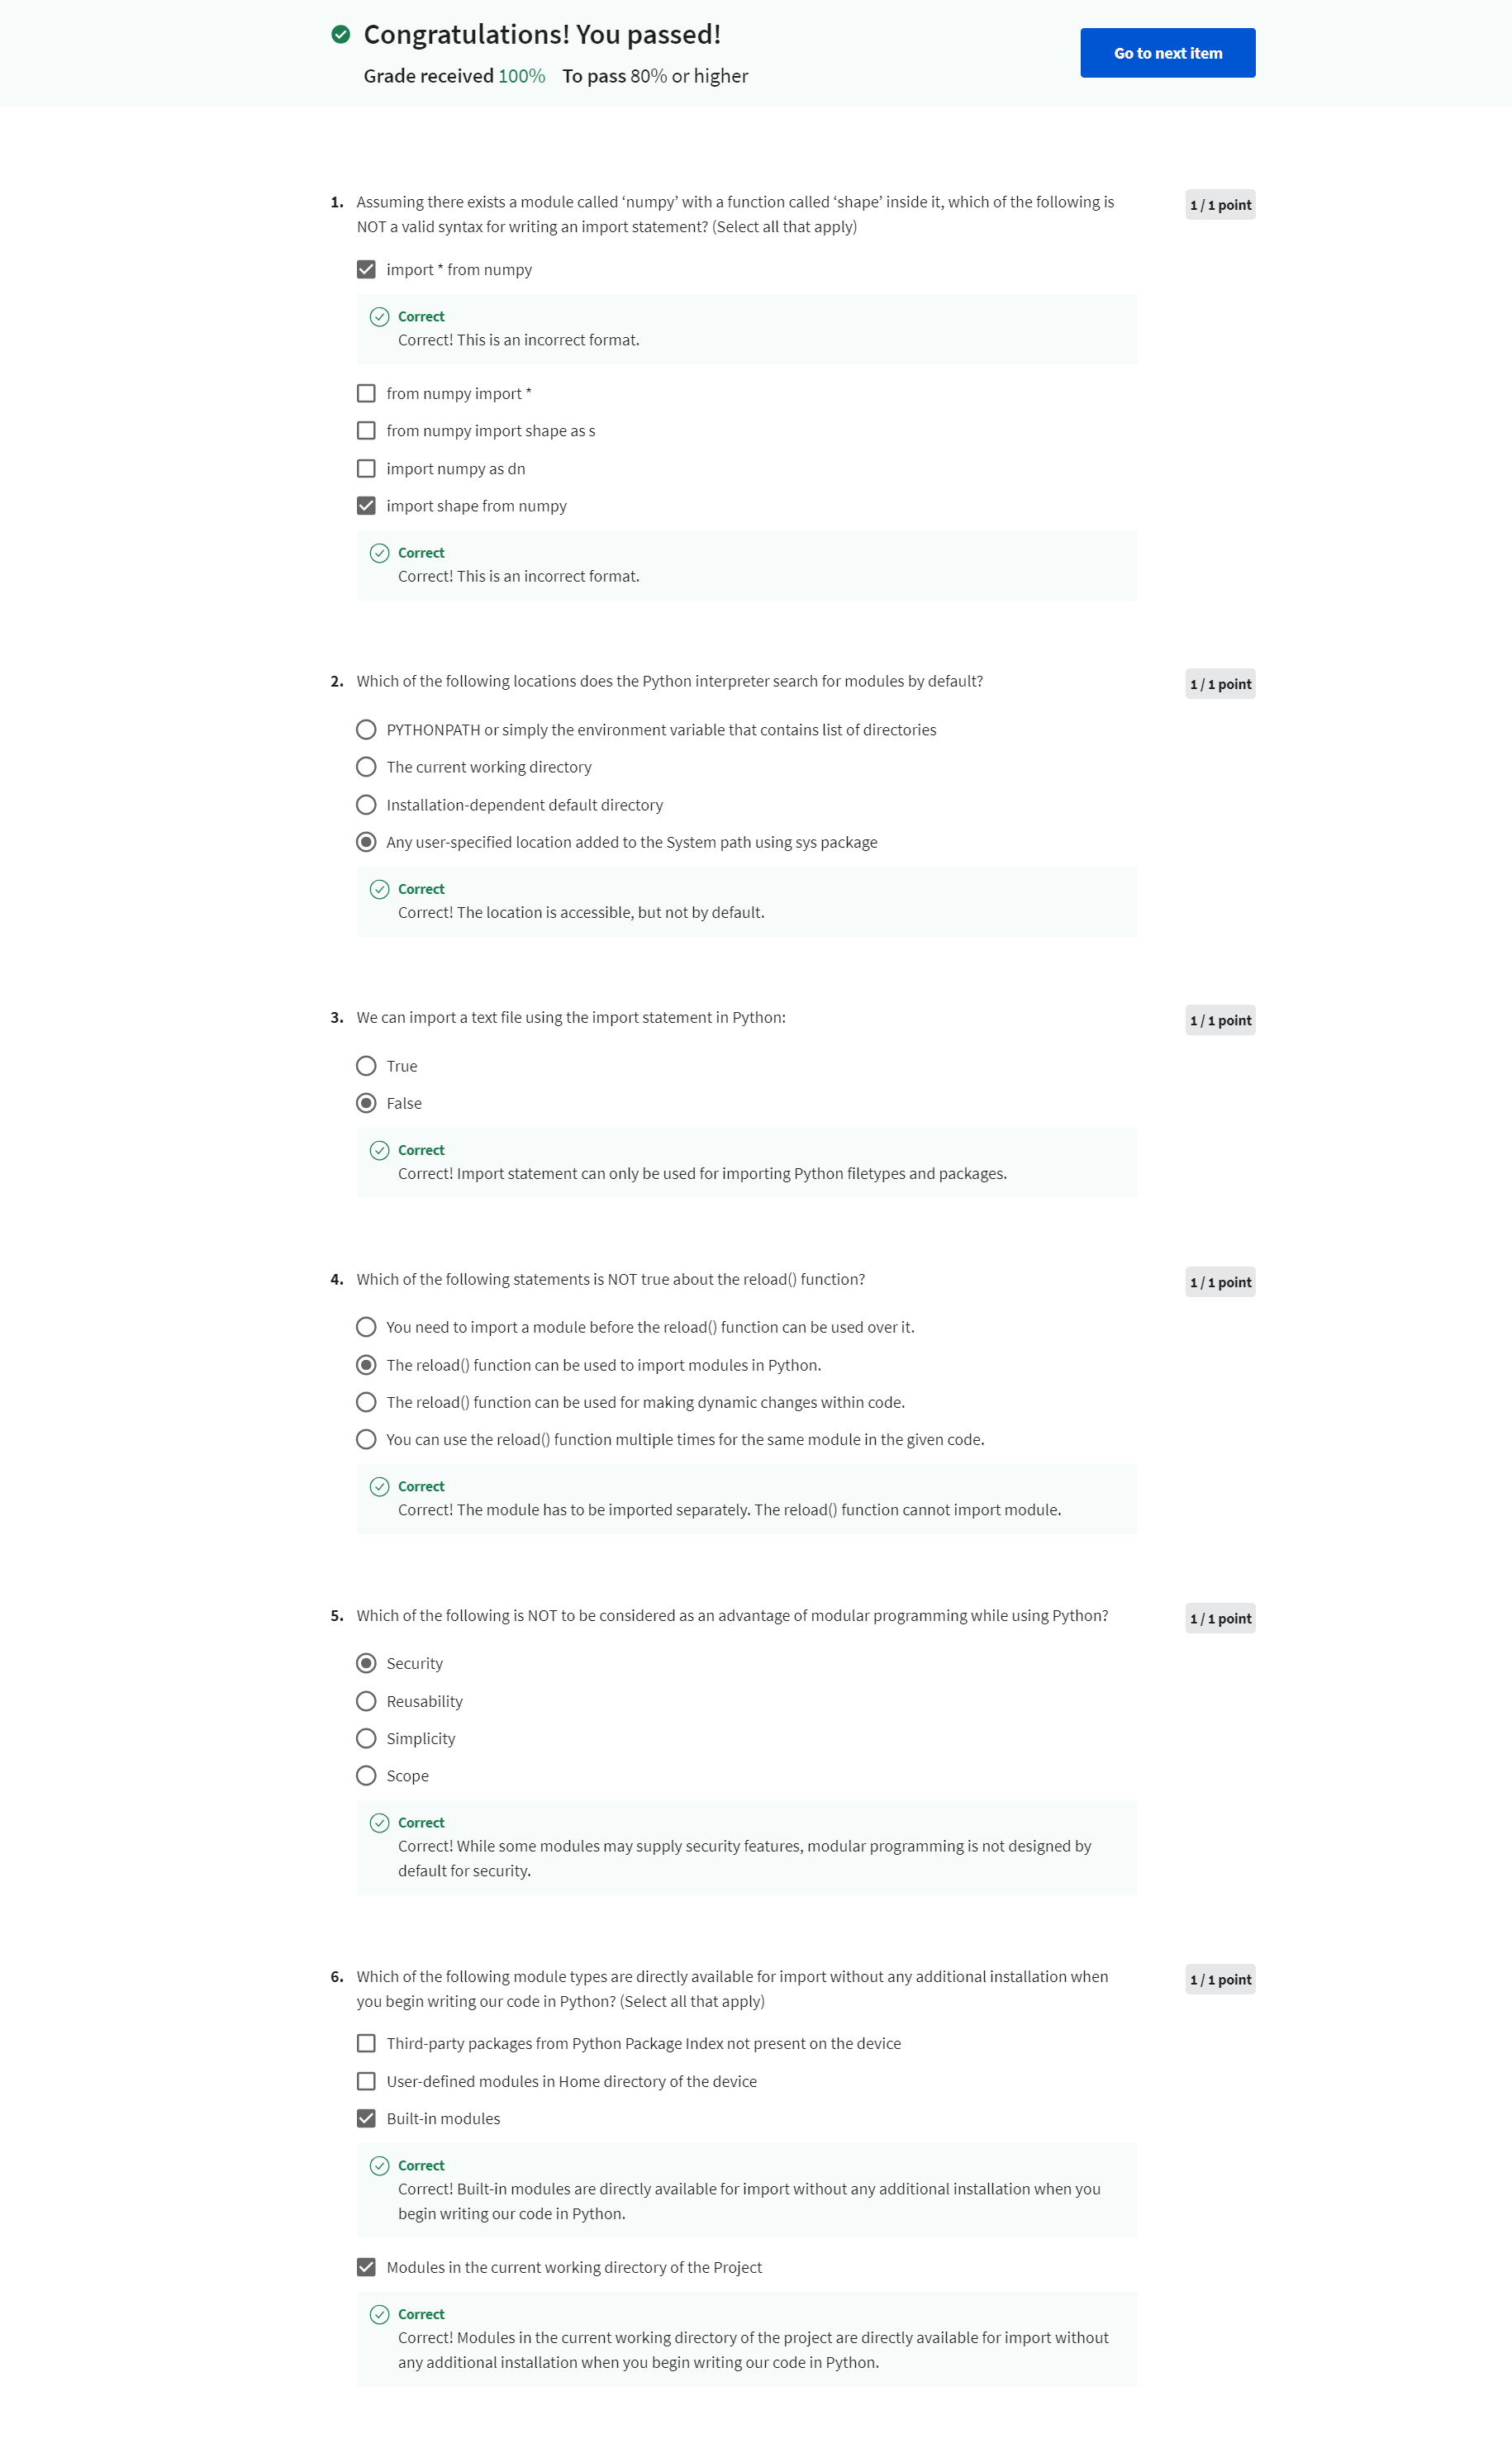 Congratulations! You passed!
Grade received 100% To pass 80% or higher
Go to next item
1. Assuming there exists a module called ‘numpy’ with a function called ‘shape’ inside it, which of the following is
NOT a valid syntax for writing an import statement? (Select all that apply)
1 / 1 point
import * from numpy
Correct
Correct! This is an incorrect format.
from numpy import *
from numpy import shape as s
import numpy as dn
import shape from numpy
Correct
Correct! This is an incorrect format.
2. Which of the following locations does the Python interpreter search for modules by default?
1 / 1 point
PYTHONPATH or simply the environment variable that contains list of directories
The current working directory
Installation-dependent default directory
Any user-specified location added to the System path using sys package
Correct
Correct! The location is accessible, but not by default.
3. We can import a text file using the import statement in Python:
1 / 1 point
True
False
Correct
Correct! Import statement can only be used for importing Python filetypes and packages.
4. Which of the following statements is NOT true about the reload() function?
1 / 1 point
You need to import a module before the reload() function can be used over it.
The reload() function can be used to import modules in Python.
The reload() function can be used for making dynamic changes within code.
You can use the reload() function multiple times for the same module in the given code.
Correct
Correct! The module has to be imported separately. The reload() function cannot import module.
5. Which of the following is NOT to be considered as an advantage of modular programming while using Python?
1 / 1 point
Security
Reusability
Simplicity
Scope
Correct
Correct! While some modules may supply security features, modular programming is not designed by
default for security.
6. Which of the following module types are directly available for import without any additional installation when
you begin writing our code in Python? (Select all that apply)
1 / 1 point
Third-party packages from Python Package Index not present on the device
User-defined modules in Home directory of the device
Built-in modules
Correct
Correct! Built-in modules are directly available for import without any additional installation when you
begin writing our code in Python.
Modules in the current working directory of the Project
Correct
Correct! Modules in the current working directory of the project are directly available for import without
any additional installation when you begin writing our code in Python.